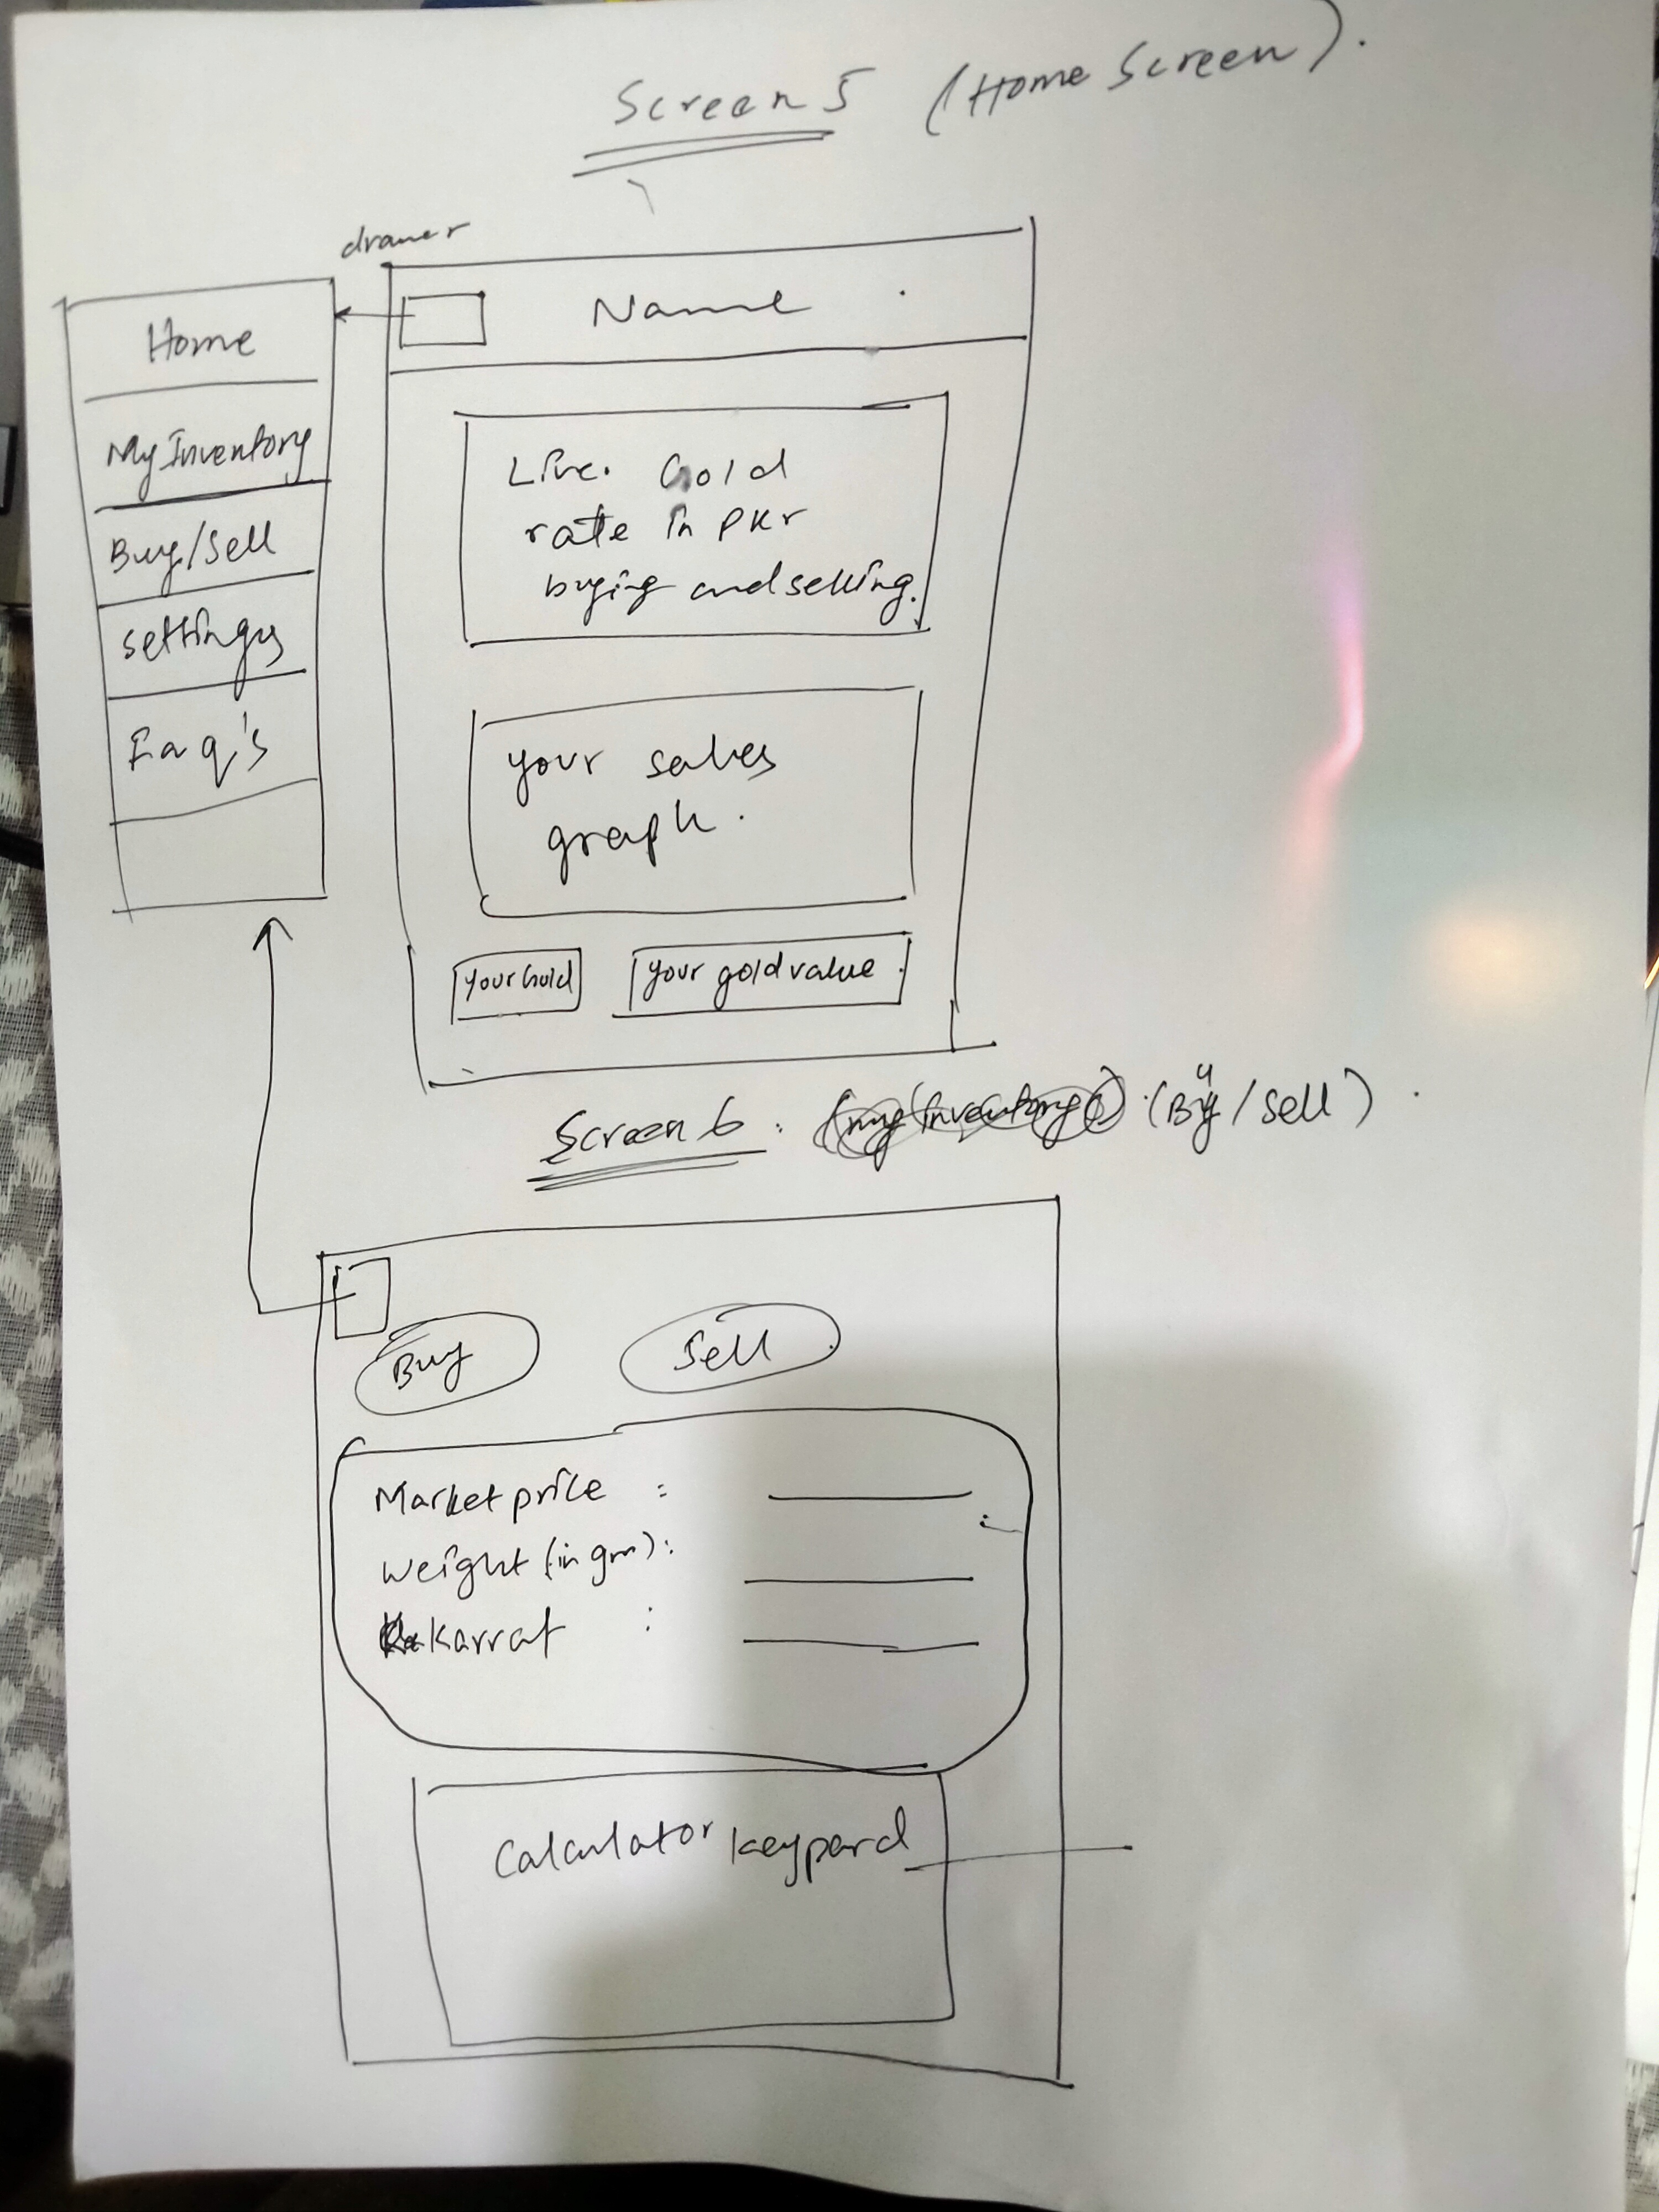 Screen 5 (Home Screen).
drawer
Home
My Inventory
Buy/Sell
settings
Faq's
Name
Live. Gold
rate in PKr
buying and selling.
your sales
graph.
your Gold
your gold value
Screen 6: (my inventory) (Buy/Sell)
Buy
Sell
Market price :
weight (in gm):
Karrat :
Calculator keypard